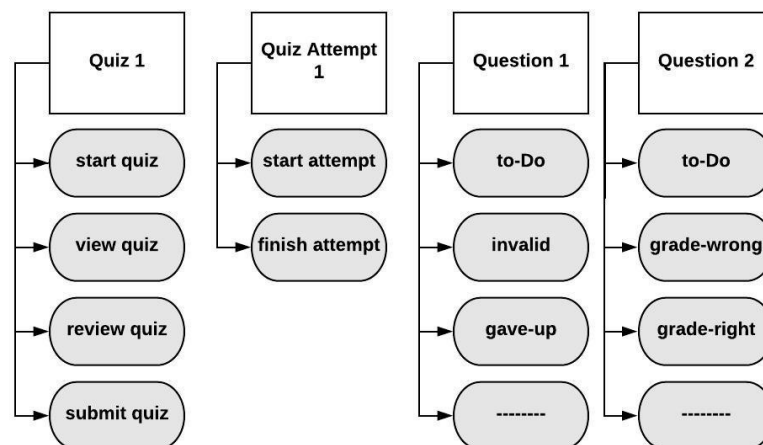 Quiz 1
Quiz Attempt
1
Question 1
Question 2
start quiz
start attempt
to-Do
to-Do
view quiz
finish attempt
invalid
grade-wrong
review quiz
gave-up
grade-right
submit quiz
--------
--------